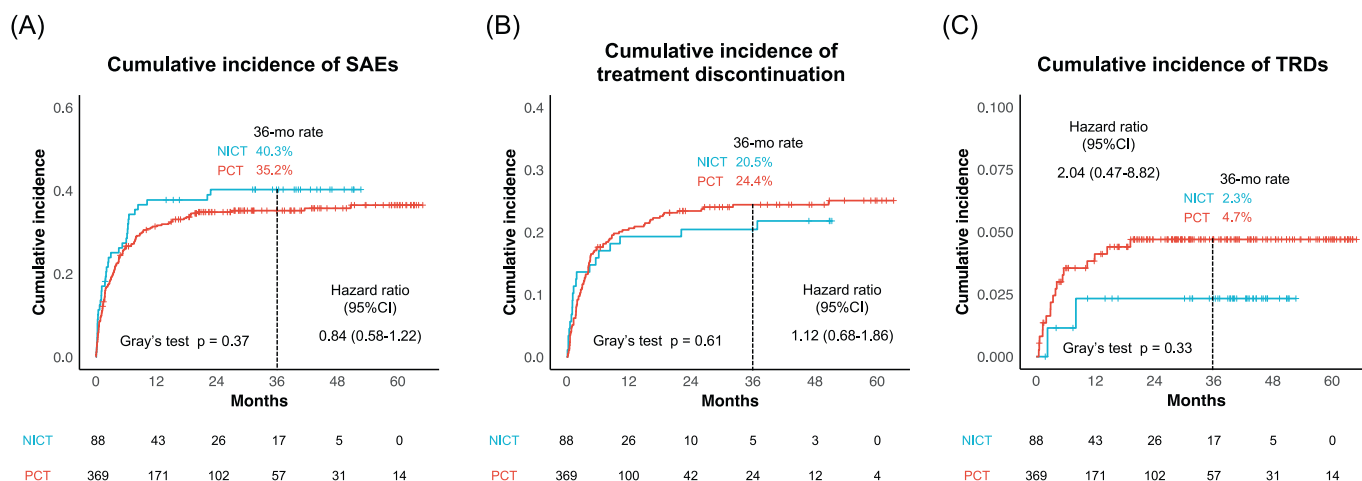 (A)
Cumulative incidence of SAEs
Cumulative incidence
0.6
0.4
0.2
0.0
36-mo rate
NICT 40.3%
PCT 35.2%
Hazard ratio
(95%CI)
0.84 (0.58-1.22)
Gray's test p = 0.37
0 12 24 36 48 60
Months
NICT 88 43 26 17 5 0
PCT 369 171 102 57 31 14
(B)
Cumulative incidence of
treatment discontinuation
Cumulative incidence
0.4
0.3
0.2
0.1
0.0
36-mo rate
NICT 20.5%
PCT 24.4%
Hazard ratio
(95%CI)
1.12 (0.68-1.86)
Gray's test p = 0.61
0 12 24 36 48 60
Months
NICT 88 26 10 5 3 0
PCT 369 100 42 24 12 4
(C)
Cumulative incidence of TRDs
Cumulative incidence
0.100
0.075
0.050
0.025
0.000
Hazard ratio
(95%CI)
2.04 (0.47-8.82)
36-mo rate
NICT 2.3%
PCT 4.7%
Gray's test p = 0.33
0 12 24 36 48 60
Months
NICT 88 43 26 17 5 0
PCT 369 171 102 57 31 14